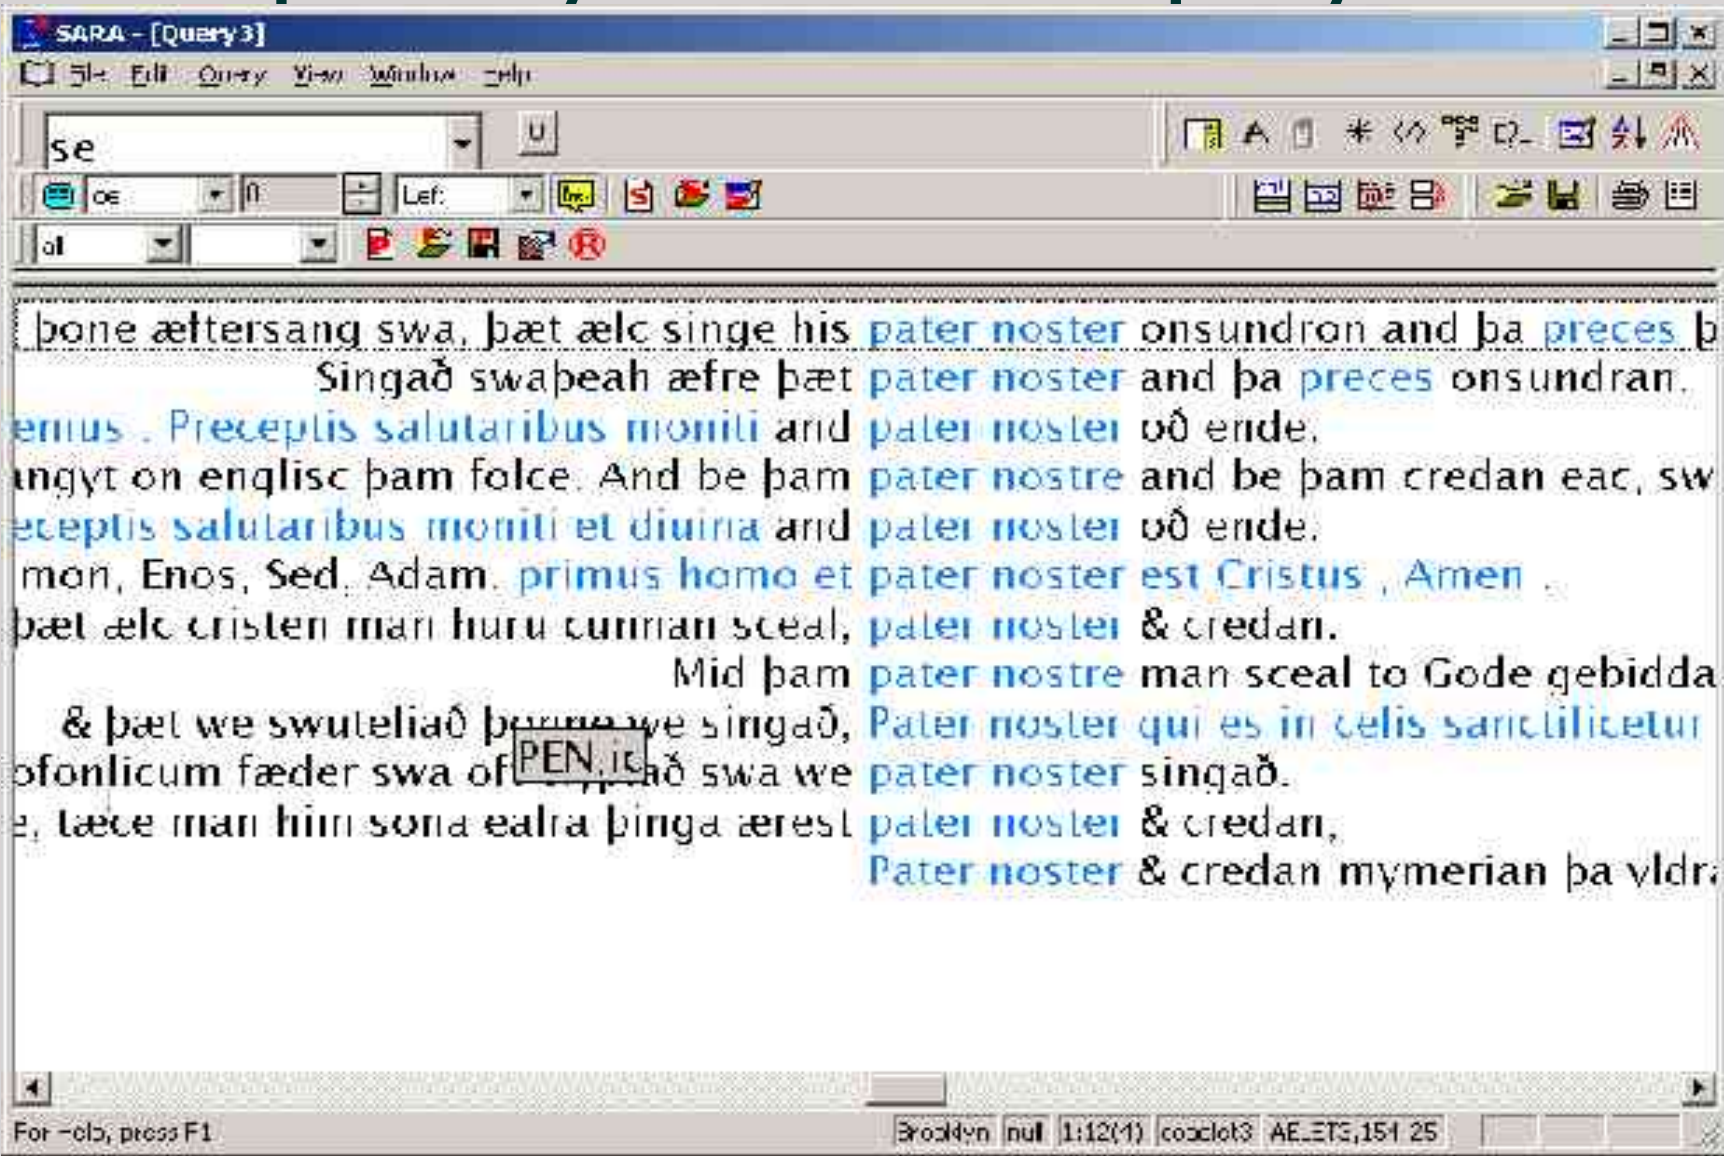 SARA - [Query3]
File Edit Query View Window Help
se
U
oe 0 Left
all
þone æftersang swa, þæt ælc singe his pater noster onsundron and þa preces þ
Singað swaþeah æfre þæt pater noster and þa preces onsundran.
emus . Preceptis salutaribus moniti and pater noster oð ende.
angyt on englisc þam folce. And be þam pater nostre and be þam credan eac, sw
eceptis salutaribus moniti et diuina and pater noster oð ende.
mon, Enos, Sed, Adam. primus homo et pater noster est Cristus , Amen .
þæt ælc cristen man huru cunnan sceal, pater noster & credan.
Mid þam pater nostre man sceal to Gode gebidda
& þæt we swuteliað þonne we singað, Pater noster qui es in celis sanctificetur
ofonlicum fæder swa of að swa we pater noster singað.
e, tæce man him sona ealra þinga ærest pater noster & credan,
Pater noster & credan mymerian þa yldra
For Help, press F1
Brooklyn null 1:12(1)